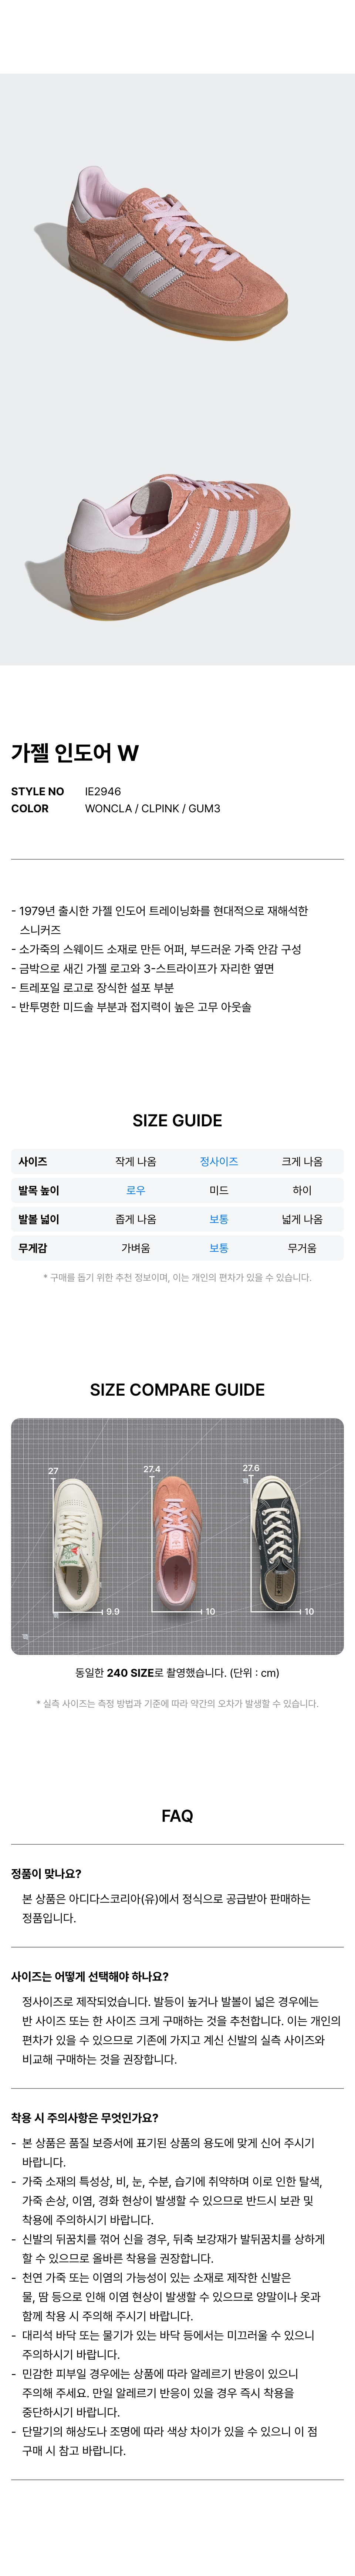 GAZELLE
가젤 인도어 W
STYLE NO IE2946
COLOR WONCLA / CLPINK / GUM3
- 1979년 출시한 가젤 인도어 트레이닝화를 현대적으로 재해석한
스니커즈
- 소가죽의 스웨이드 소재로 만든 어퍼, 부드러운 가죽 안감 구성
- 금박으로 새긴 가젤 로고와 3-스트라이프가 자리한 옆면
- 트레포일 로고로 장식한 설포 부분
- 반투명한 미드솔 부분과 접지력이 높은 고무 아웃솔
SIZE GUIDE
사이즈 작게 나옴 정사이즈 크게 나옴
발목 높이 로우 미드 하이
발볼 넓이 좁게 나옴 보통 넓게 나옴
무게감 가벼움 보통 무거움
* 구매를 돕기 위한 추천 정보이며, 이는 개인의 편차가 있을 수 있습니다.
SIZE COMPARE GUIDE
27 27.4 27.6
9.9 10 10
동일한 240 SIZE로 촬영했습니다. (단위 : cm)
* 실측 사이즈는 측정 방법과 기준에 따라 약간의 오차가 발생할 수 있습니다.
FAQ
정품이 맞나요?
본 상품은 아디다스코리아(유)에서 정식으로 공급받아 판매하는
정품입니다.
사이즈는 어떻게 선택해야 하나요?
정사이즈로 제작되었습니다. 발등이 높거나 발볼이 넓은 경우에는
반 사이즈 또는 한 사이즈 크게 구매하는 것을 추천합니다. 이는 개인의
편차가 있을 수 있으므로 기존에 가지고 계신 신발의 실측 사이즈와
비교해 구매하는 것을 권장합니다.
착용 시 주의사항은 무엇인가요?
- 본 상품은 품질 보증서에 표기된 상품의 용도에 맞게 신어 주시기
바랍니다.
- 가죽 소재의 특성상, 비, 눈, 수분, 습기에 취약하며 이로 인한 탈색,
가죽 손상, 이염, 경화 현상이 발생할 수 있으므로 반드시 보관 및
착용에 주의하시기 바랍니다.
- 신발의 뒤꿈치를 꺾어 신을 경우, 뒤축 보강재가 발뒤꿈치를 상하게
할 수 있으므로 올바른 착용을 권장합니다.
- 천연 가죽 또는 이염의 가능성이 있는 소재로 제작한 신발은
물, 땀 등으로 인해 이염 현상이 발생할 수 있으므로 양말이나 옷과
함께 착용 시 주의해 주시기 바랍니다.
- 대리석 바닥 또는 물기가 있는 바닥 등에서는 미끄러울 수 있으니
주의하시기 바랍니다.
- 민감한 피부일 경우에는 상품에 따라 알레르기 반응이 있으니
주의해 주세요. 만일 알레르기 반응이 있을 경우 즉시 착용을
중단하시기 바랍니다.
- 단말기의 해상도나 조명에 따라 색상 차이가 있을 수 있으니 이 점
구매 시 참고 바랍니다.